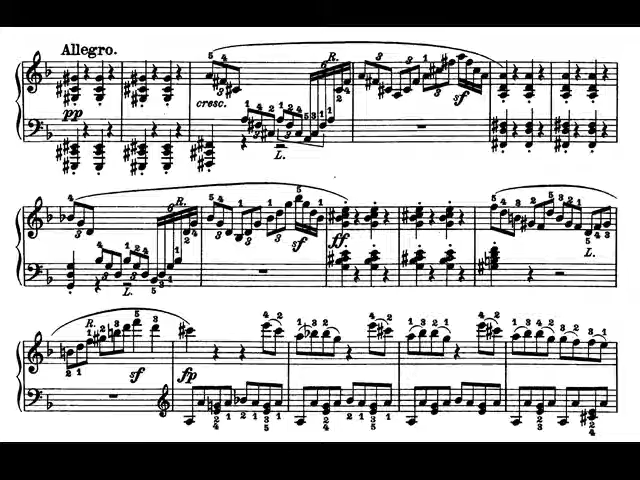 Allegro.
R.
pp cresc. sf
L.
R.
sf ff
L. L.
R.
sf fp